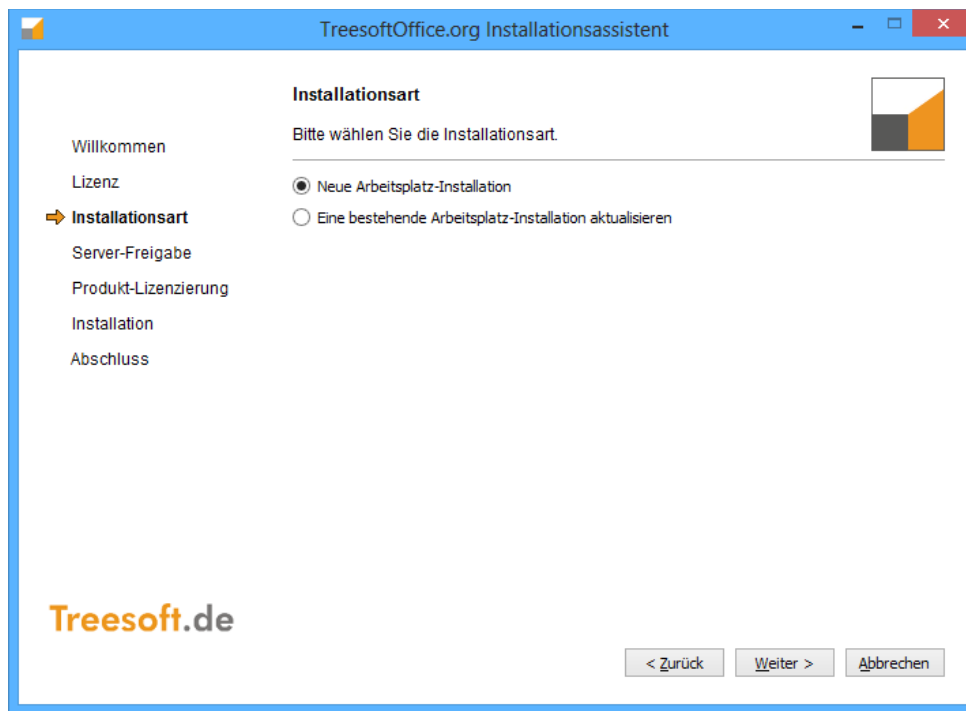 TreesoftOffice.org Installationsassistent
Installationsart
Bitte wählen Sie die Installationsart.
Willkommen
Lizenz
Installationsart
Server-Freigabe
Produkt-Lizenzierung
Installation
Abschluss
Neue Arbeitsplatz-Installation
Eine bestehende Arbeitsplatz-Installation aktualisieren
Treesoft.de
< Zurück
Weiter >
Abbrechen